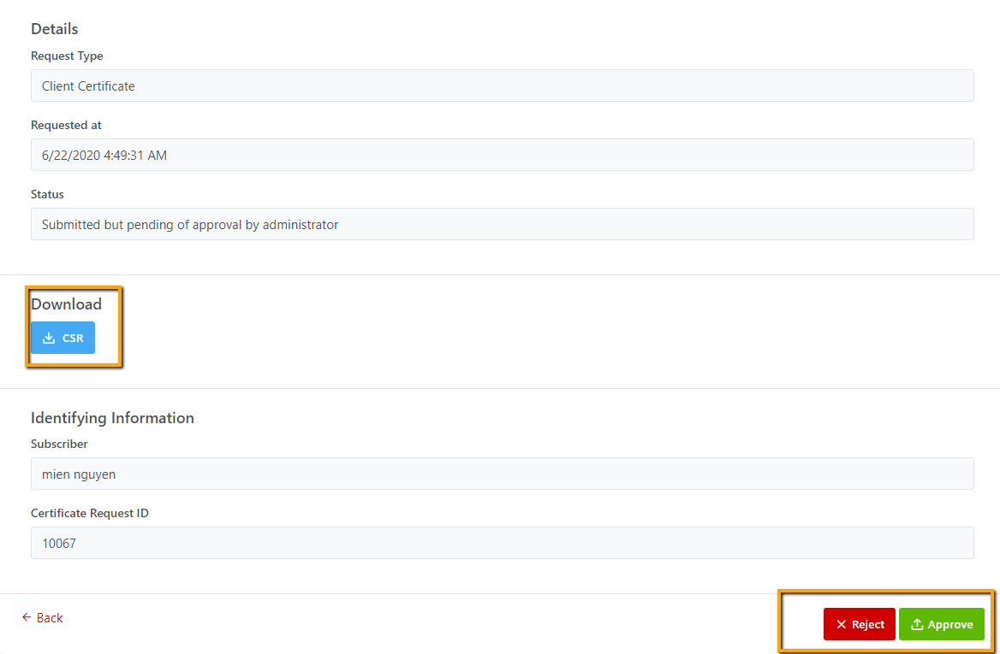 Details
Request Type
Client Certificate
Requested at
6/22/2020 4:49:31 AM
Status
Submitted but pending of approval by administrator
Download
CSR
Identifying Information
Subscriber
mien nguyen
Certificate Request ID
10067
← Back
Reject
Approve